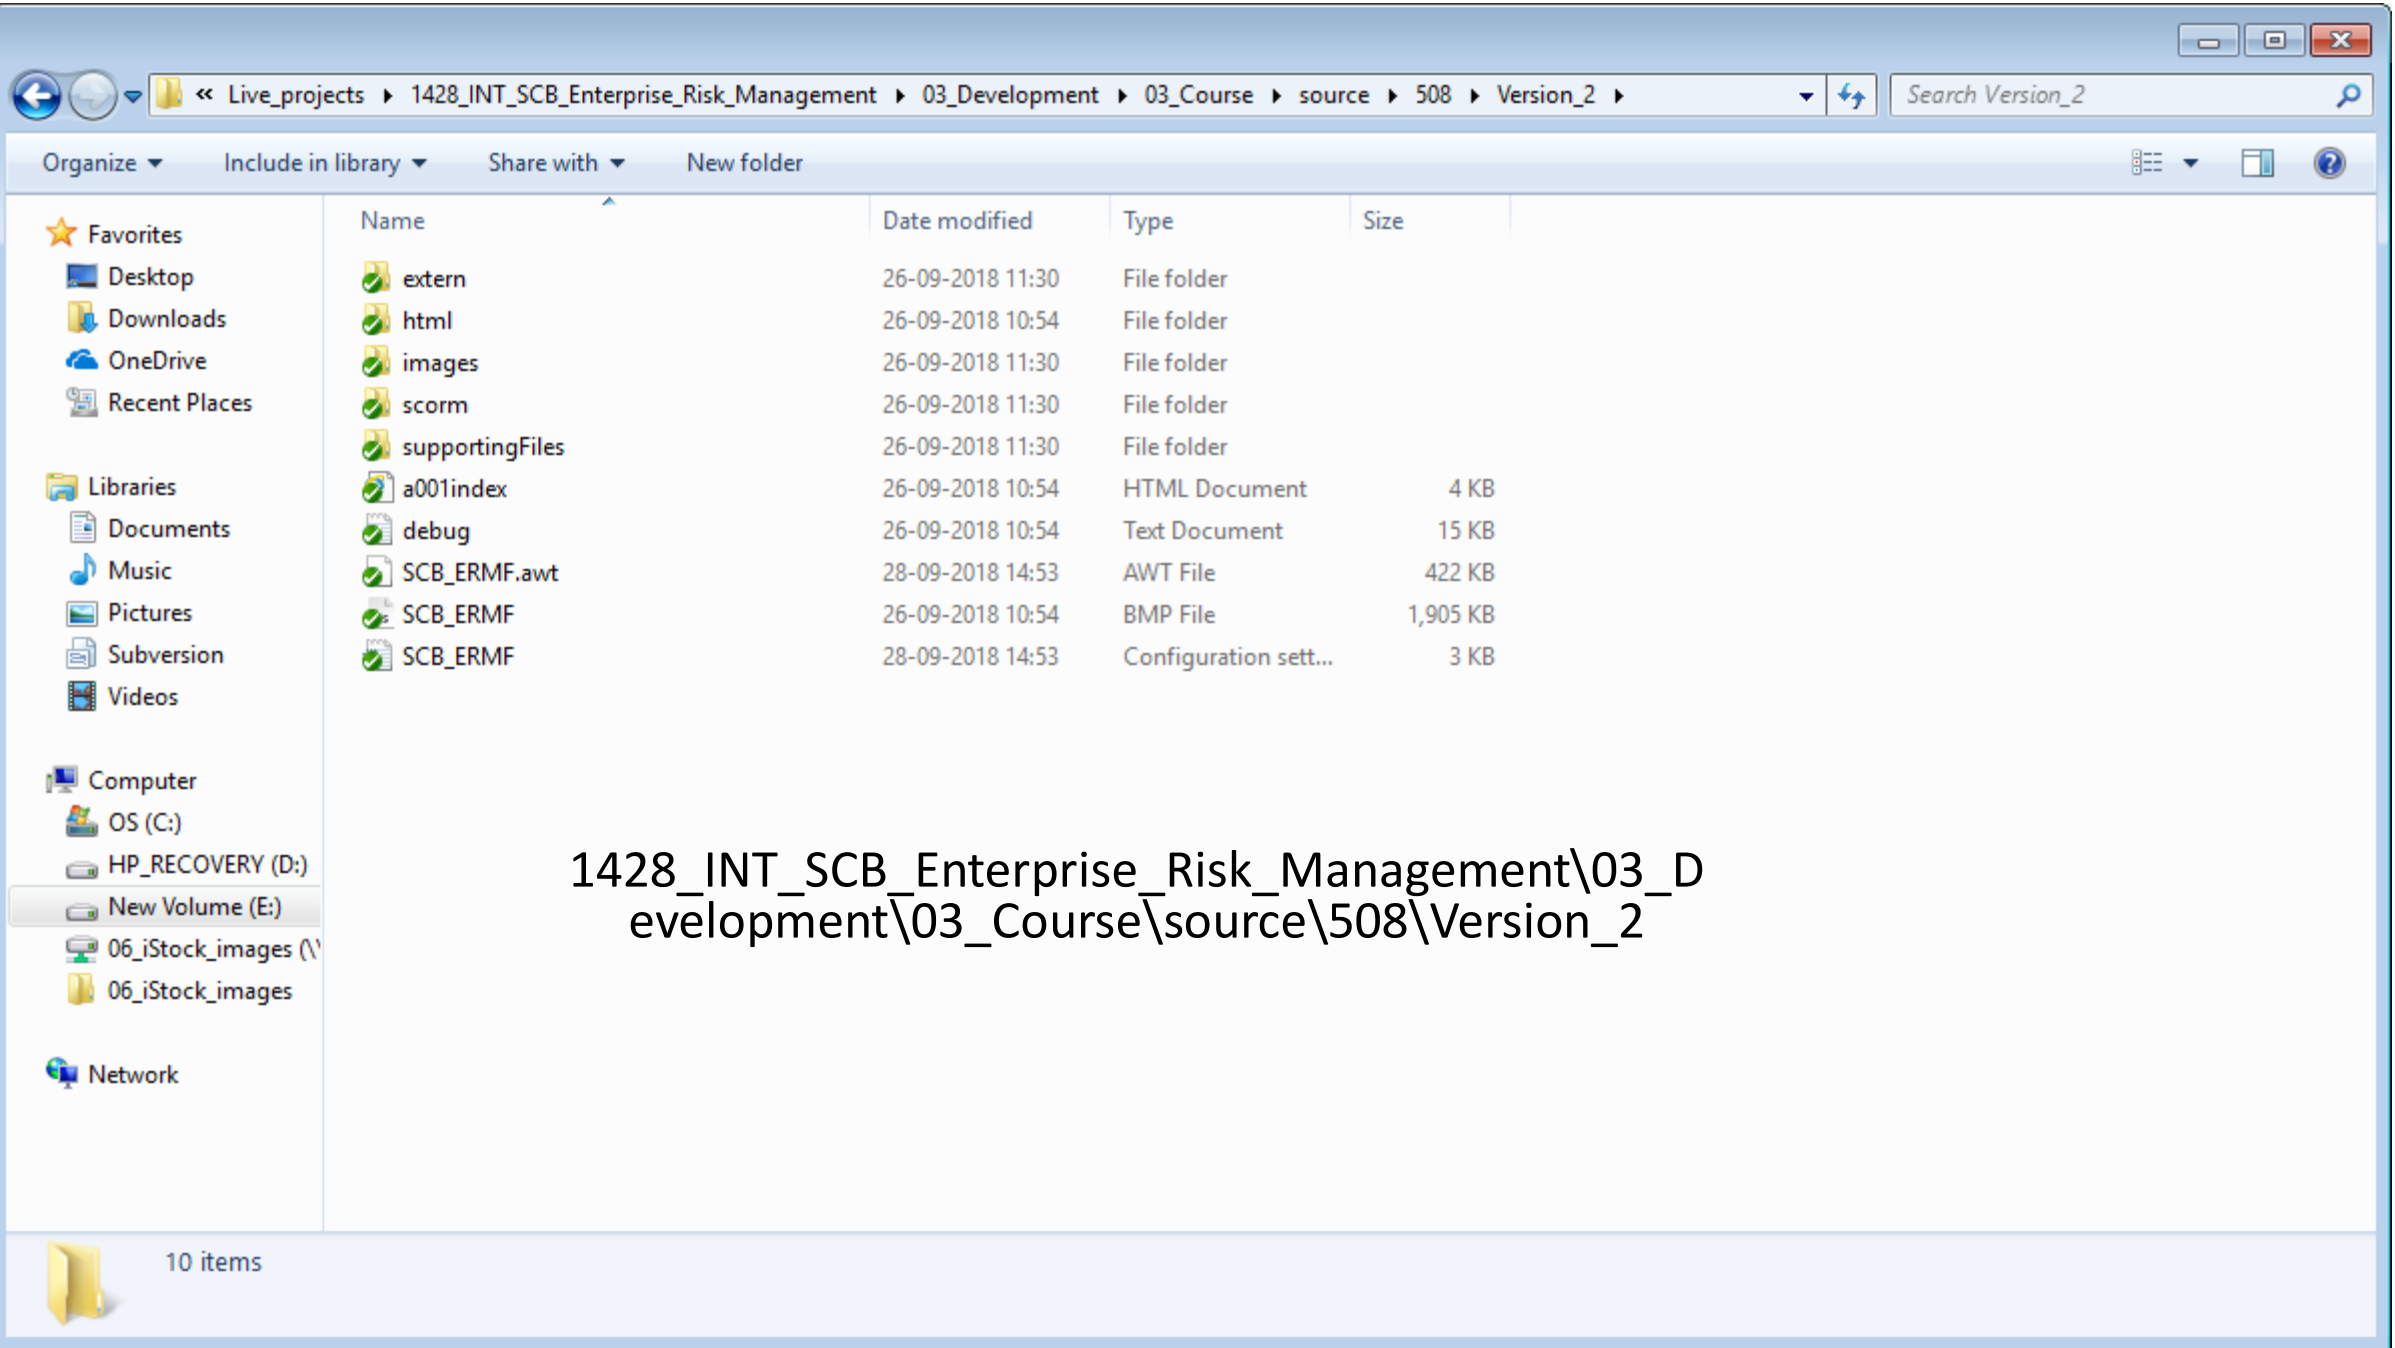 « Live_projects ▸ 1428_INT_SCB_Enterprise_Risk_Management ▸ 03_Development ▸ 03_Course ▸ source ▸ 508 ▸ Version_2 ▸ Search Version_2
Organize Include in library Share with New folder
Name Date modified Type Size
Favorites
Desktop
Downloads
OneDrive
Recent Places
Libraries
Documents
Music
Pictures
Subversion
Videos
Computer
OS (C:)
HP_RECOVERY (D:)
New Volume (E:)
06_iStock_images (\\
06_iStock_images
Network
extern 26-09-2018 11:30 File folder
html 26-09-2018 10:54 File folder
images 26-09-2018 11:30 File folder
scorm 26-09-2018 11:30 File folder
supportingFiles 26-09-2018 11:30 File folder
a001index 26-09-2018 10:54 HTML Document 4 KB
debug 26-09-2018 10:54 Text Document 15 KB
SCB_ERMF.awt 28-09-2018 14:53 AWT File 422 KB
SCB_ERMF 26-09-2018 10:54 BMP File 1,905 KB
SCB_ERMF 28-09-2018 14:53 Configuration sett... 3 KB
1428_INT_SCB_Enterprise_Risk_Management\03_D
evelopment\03_Course\source\508\Version_2
10 items